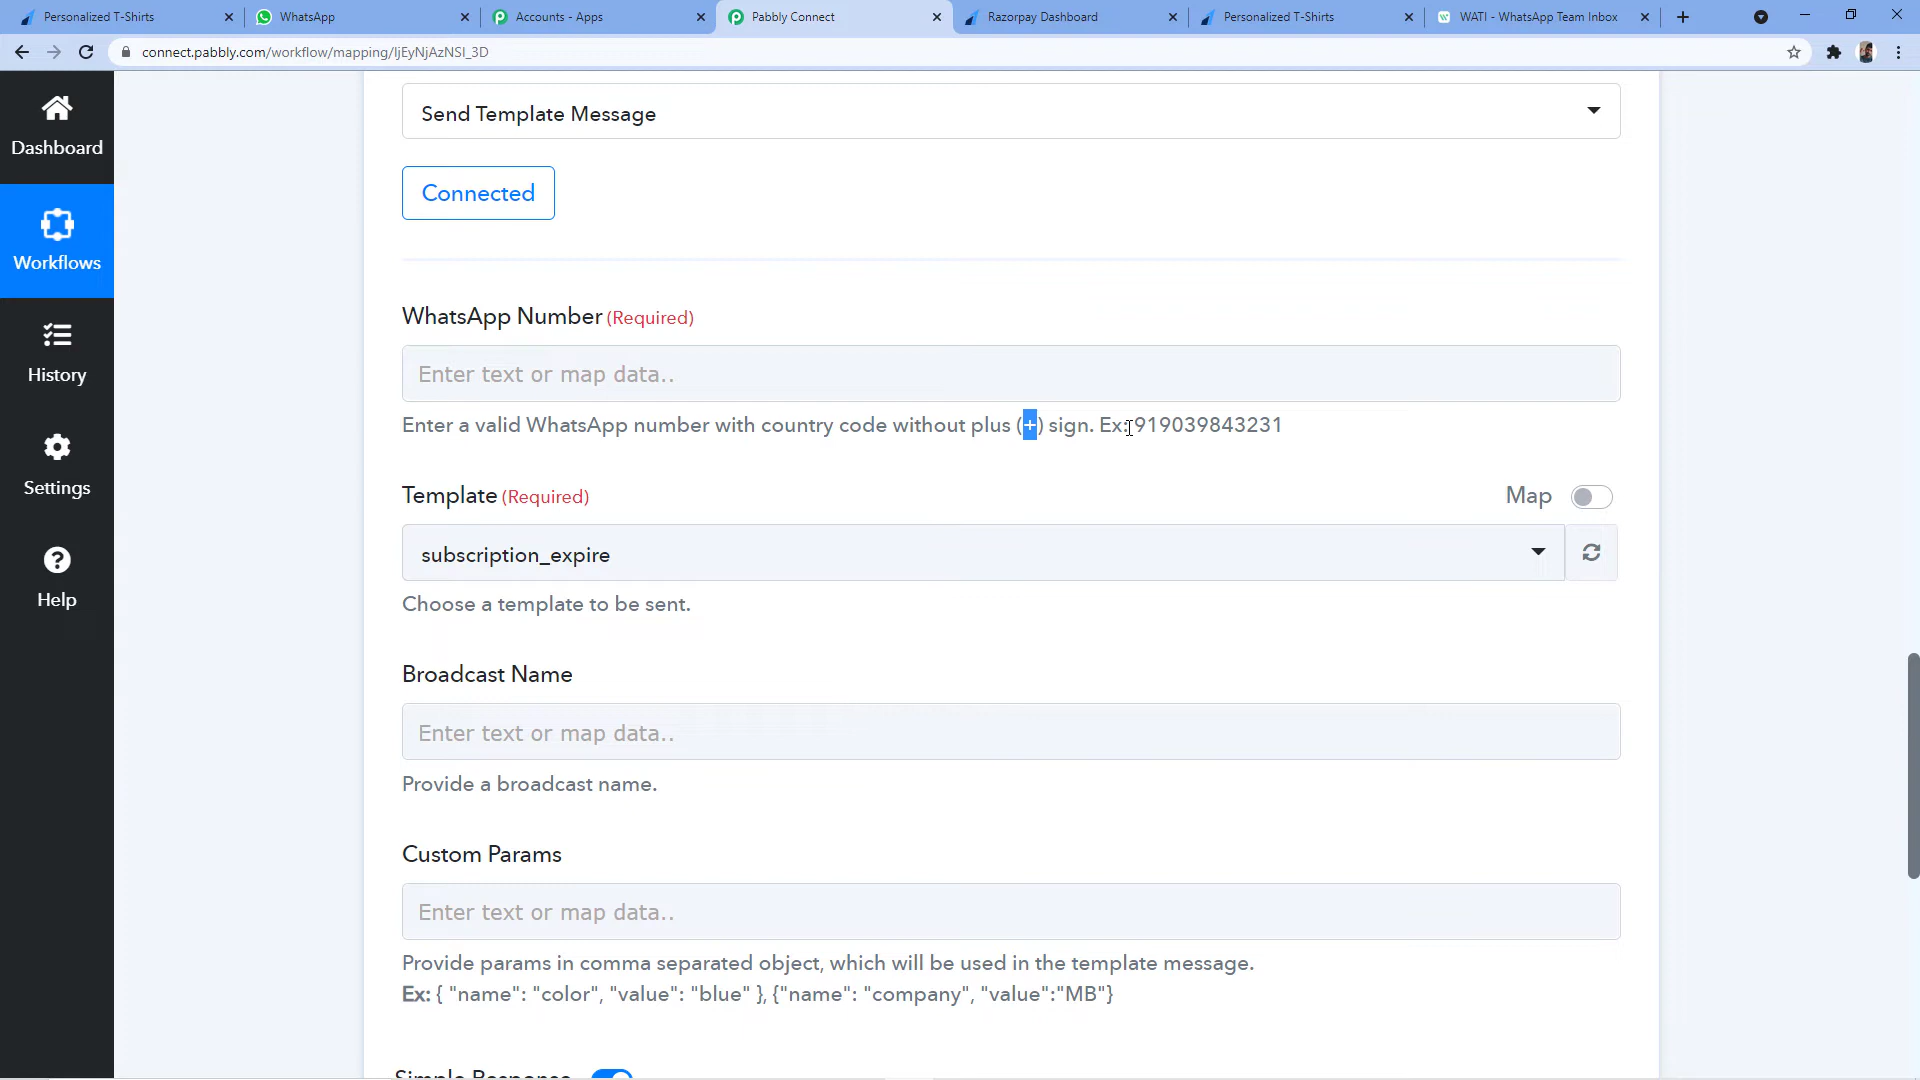 Personalized T-Shirts
WhatsApp
Accounts - Apps
Pabbly Connect
Razorpay Dashboard
Personalized T-Shirts
WATI - WhatsApp Team Inbox
connect.pabbly.com/workflow/mapping/IjEyNjAzNSI_3D
Dashboard
Workflows
History
Settings
Help
Send Template Message
Connected
WhatsApp Number (Required)
Enter text or map data..
Enter a valid WhatsApp number with country code without plus (+) sign. Ex: 919039843231
Template (Required)
Map
subscription_expire
Choose a template to be sent.
Broadcast Name
Enter text or map data..
Provide a broadcast name.
Custom Params
Enter text or map data..
Provide params in comma separated object, which will be used in the template message.
Ex: { "name": "color", "value": "blue" }, {"name": "company", "value":"MB"}
Simple Response